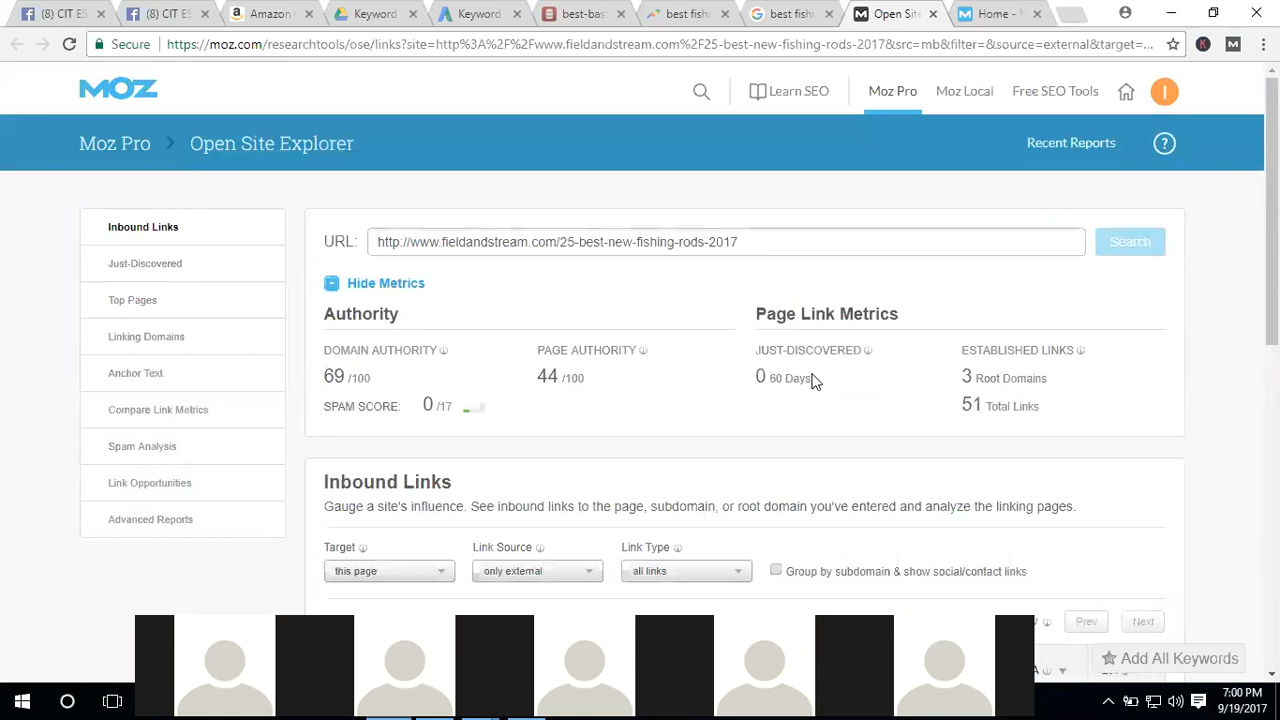 (8) CIT ES
(8) CIT ES
Amazon
Keyword
Keyword
best-bas
best fish
best fish
Open Sit
Home -
Secure
https://moz.com/researchtools/ose/links?site=http%3A%2F%2Fwww.fieldandstream.com%2F25-best-new-fishing-rods-2017&src=mb&filter=&source=external&target=...
MOZ
Learn SEO
Moz Pro
Moz Local
Free SEO Tools
I
Moz Pro > Open Site Explorer
Recent Reports
?
Inbound Links
Just-Discovered
Top Pages
Linking Domains
Anchor Text
Compare Link Metrics
Spam Analysis
Link Opportunities
Advanced Reports
URL: http://www.fieldandstream.com/25-best-new-fishing-rods-2017
Search
Hide Metrics
Authority
DOMAIN AUTHORITY
69 /100
PAGE AUTHORITY
44 /100
SPAM SCORE: 0 /17
Page Link Metrics
JUST-DISCOVERED
0 60 Days
ESTABLISHED LINKS
3 Root Domains
51 Total Links
Inbound Links
Gauge a site's influence. See inbound links to the page, subdomain, or root domain you've entered and analyze the linking pages.
Target
this page
Link Source
only external
Link Type
all links
Group by subdomain & show social/contact links
Prev
Next
Add All Keywords
7:00 PM
9/19/2017